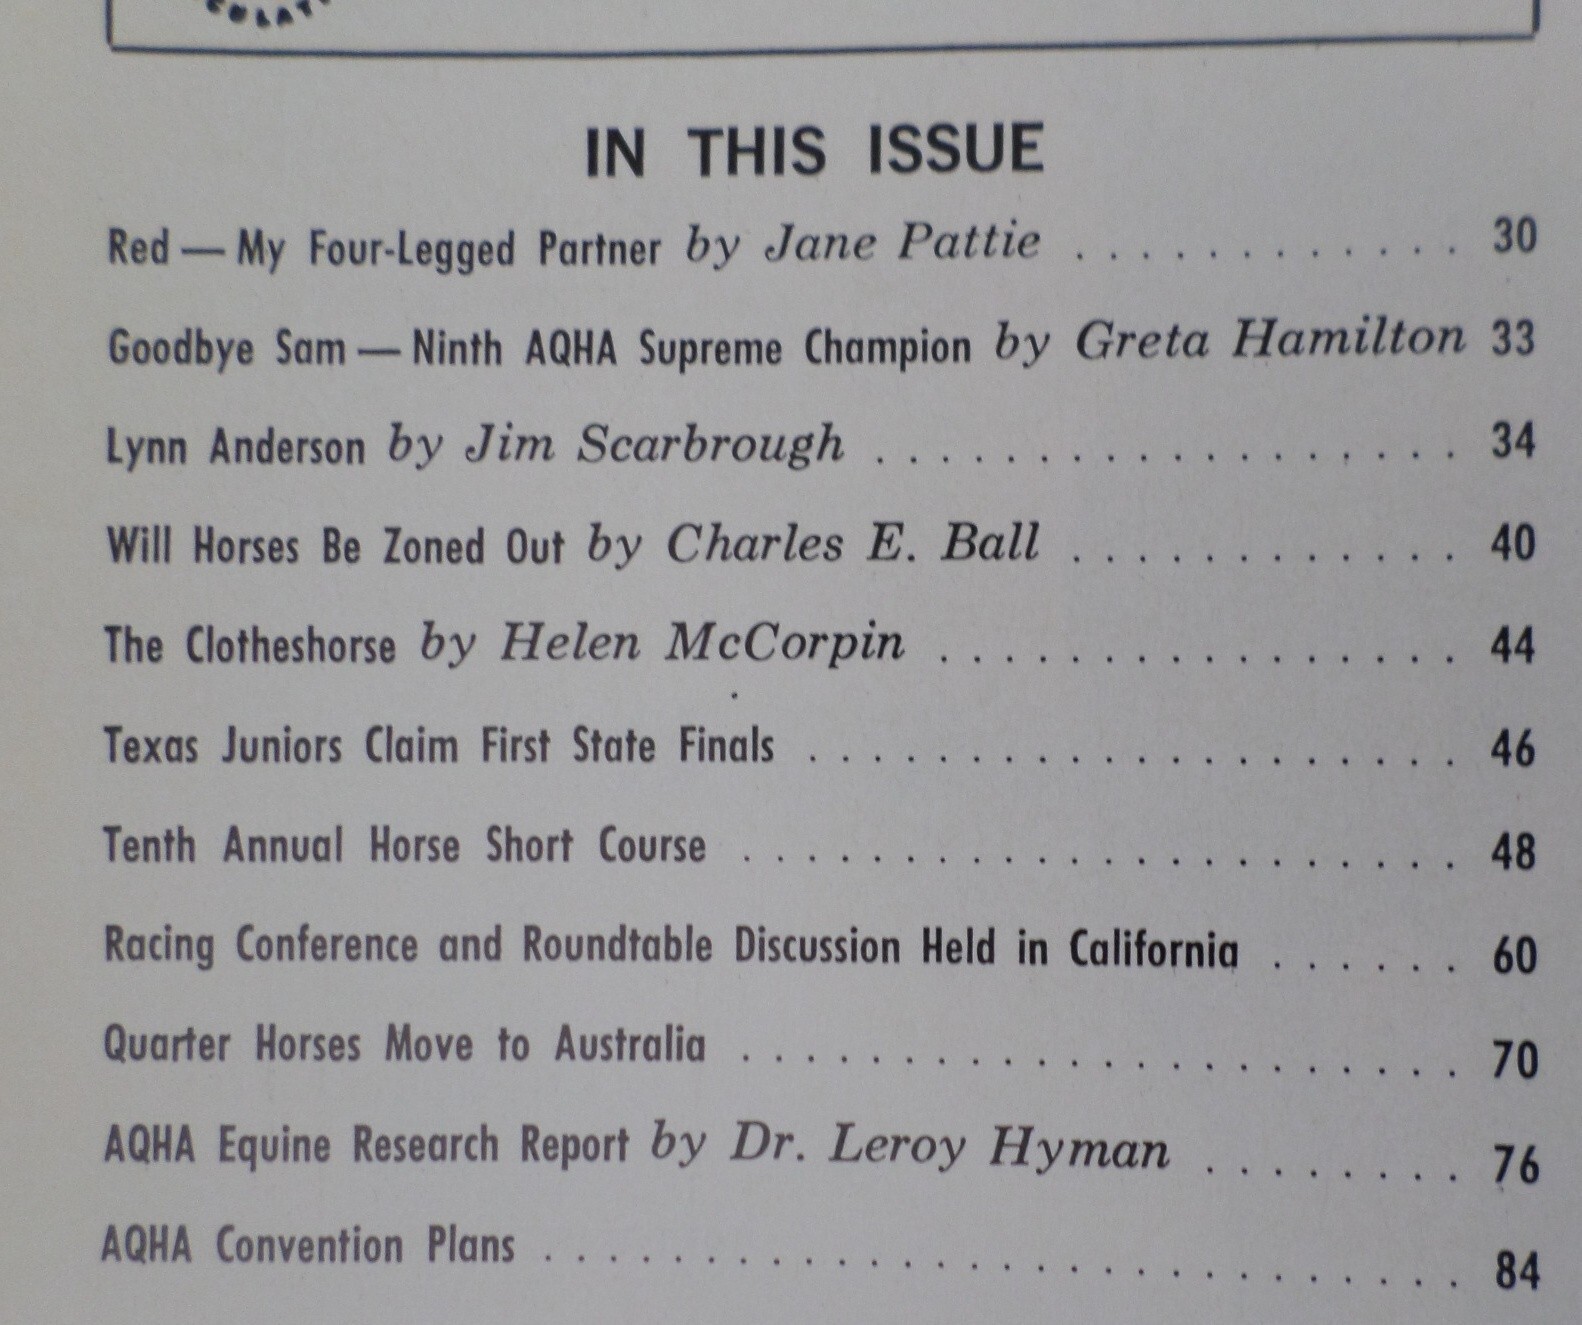 IN THIS ISSUE
Red — My Four-Legged Partner by Jane Pattie . . . . . . . . . . . . 30
Goodbye Sam — Ninth AQHA Supreme Champion by Greta Hamilton 33
Lynn Anderson by Jim Scarbrough . . . . . . . . . . . . . . . . . . 34
Will Horses Be Zoned Out by Charles E. Ball . . . . . . . . . . . . 40
The Clotheshorse by Helen McCorpin . . . . . . . . . . . . . . . . 44
Texas Juniors Claim First State Finals . . . . . . . . . . . . . . . . . . . . 46
Tenth Annual Horse Short Course . . . . . . . . . . . . . . . . . . . . . . 48
Racing Conference and Roundtable Discussion Held in California . . . . . . 60
Quarter Horses Move to Australia . . . . . . . . . . . . . . . . . . . . . . 70
AQHA Equine Research Report by Dr. Leroy Hyman . . . . . . . . 76
AQHA Convention Plans . . . . . . . . . . . . . . . . . . . . . . . . . . . . 84